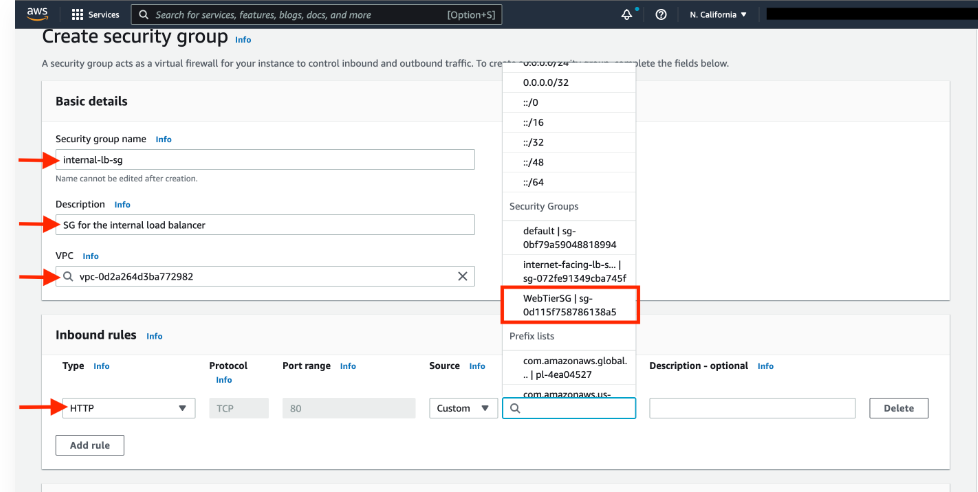 aws
Services
Search for services, features, blogs, docs, and more
[Option+S]
N. California ▼
Create security group Info
A security group acts as a virtual firewall for your instance to control inbound and outbound traffic. To complete the fields below.
Basic details
Security group name Info
internal-lb-sg
Name cannot be edited after creation.
Description Info
SG for the internal load balancer
VPC Info
vpc-0d2a264d3ba772982
0.0.0.0/24
0.0.0.0/32
::/0
::/16
::/32
::/48
::/64
Security Groups
default | sg-
0bf79a59048818994
internet-facing-lb-s... |
sg-072fe91349cba745f
WebTierSG | sg-
0d115f758786138a5
Prefix lists
com.amazonaws.global.
.. | pl-4ea04527
com.amazonaws.us-
Inbound rules Info
Type Info
Protocol Info
Port range Info
Source Info
Description - optional Info
HTTP
TCP
80
Custom
Delete
Add rule